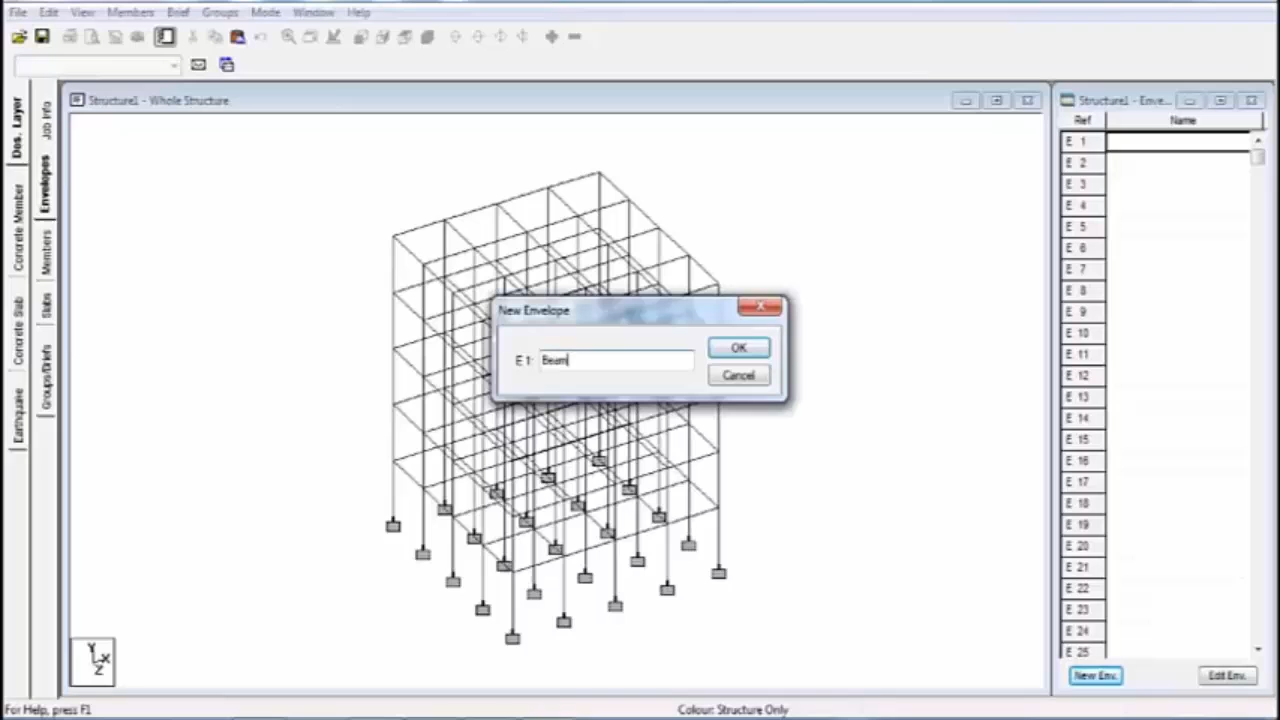 File Edit View Members Brief Groups Mode Window Help
Des. Layer
Concrete Member
Concrete Slab
Earthquake
Job Info
Envelopes
Members
Slabs
Groups/Briefs
Structure1 - Whole Structure
New Envelope
E 1: Beam
OK
Cancel
Y
X
Z
Structure1 - Enve...
Ref Name
E 1
E 2
E 3
E 4
E 5
E 6
E 7
E 8
E 9
E 10
E 11
E 12
E 13
E 14
E 15
E 16
E 17
E 18
E 19
E 20
E 21
E 22
E 23
E 24
E 25
New Env. Edit Env.
For Help, press F1 Colour: Structure Only